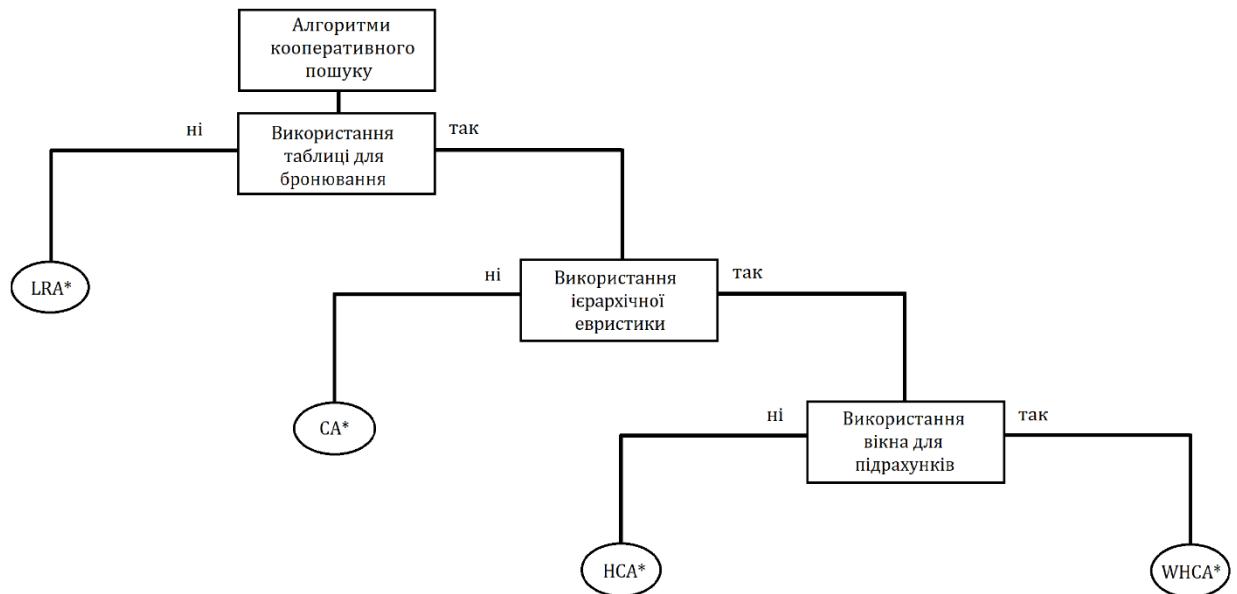 Алгоритми
кооперативного
пошуку
ні
так
Використання
таблиці для
бронювання
LRA*
ні
так
Використання
ієрархічної
евристики
CA*
ні
так
Використання
вікна для
підрахунків
HCA*
WHCA*